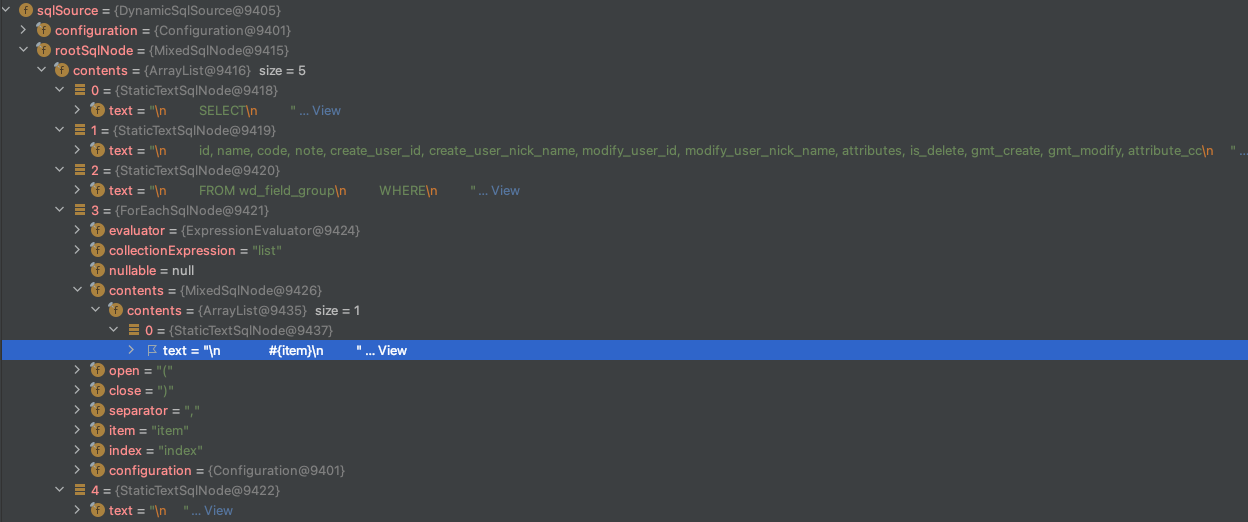 sqlSource = {DynamicSqlSource@9405}
configuration = {Configuration@9401}
rootSqlNode = {MixedSqlNode@9415}
contents = {ArrayList@9416} size = 5
0 = {StaticTextSqlNode@9418}
text = "\n SELECT\n " ... View
1 = {StaticTextSqlNode@9419}
text = "\n id, name, code, note, create_user_id, create_user_nick_name, modify_user_id, modify_user_nick_name, attributes, is_delete, gmt_create, gmt_modify, attribute_cc\n " ...
2 = {StaticTextSqlNode@9420}
text = "\n FROM wd_field_group\n WHERE\n " ... View
3 = {ForEachSqlNode@9421}
evaluator = {ExpressionEvaluator@9424}
collectionExpression = "list"
nullable = null
contents = {MixedSqlNode@9426}
contents = {ArrayList@9435} size = 1
0 = {StaticTextSqlNode@9437}
text = "\n #{item}\n " ... View
open = "("
close = ")"
separator = ","
item = "item"
index = "index"
configuration = {Configuration@9401}
4 = {StaticTextSqlNode@9422}
text = "\n " ... View